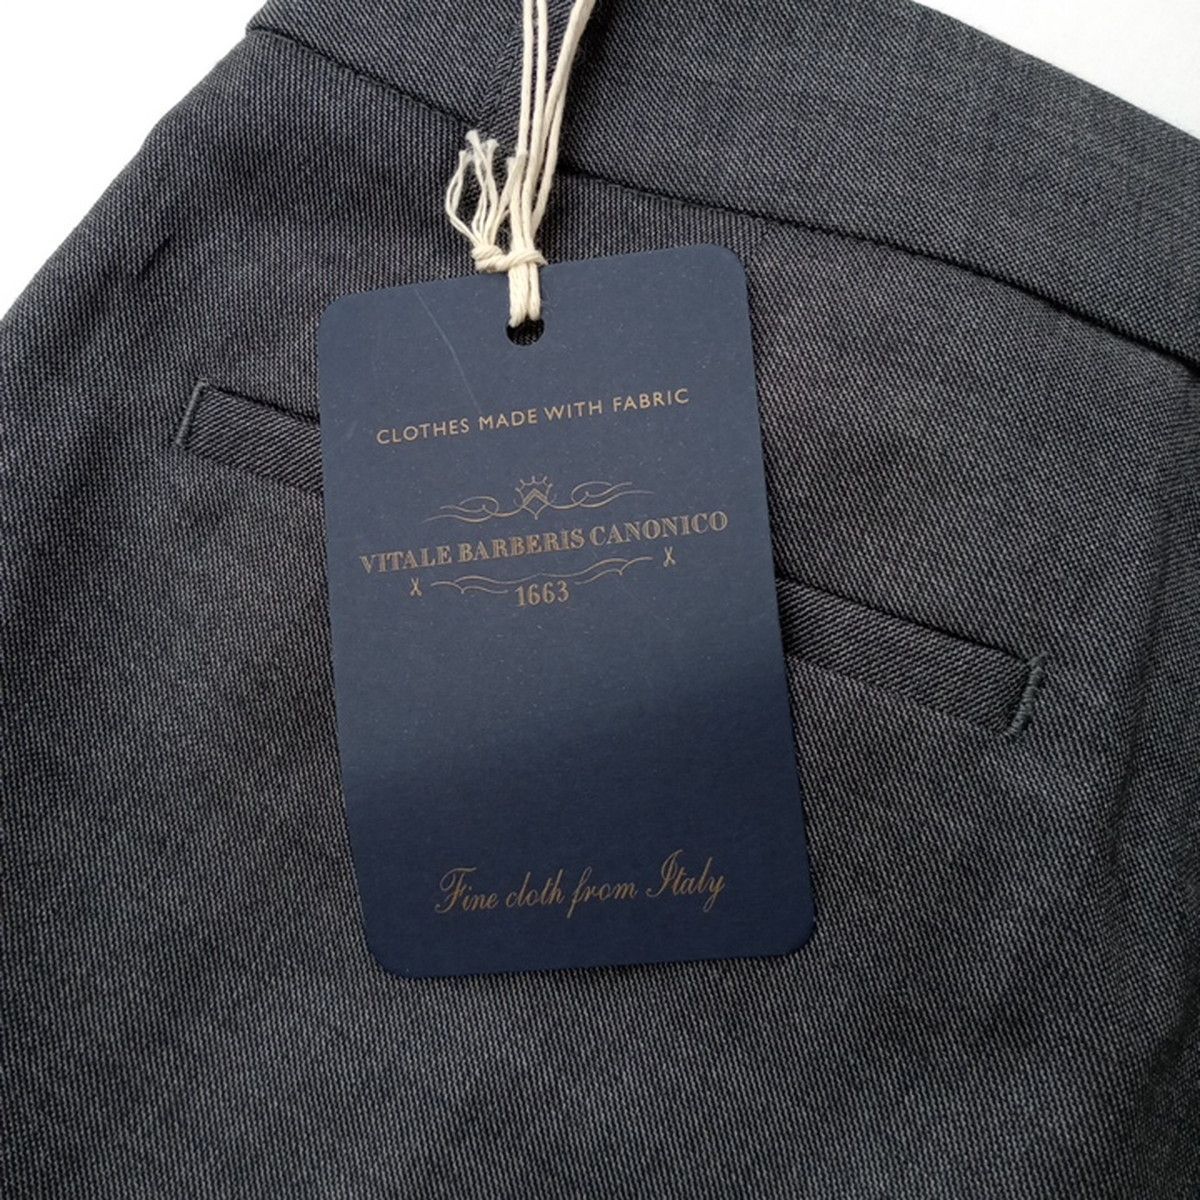 CLOTHES MADE WITH FABRIC
VITALE BARBERIS CANONICO
1663
Fine cloth from Italy